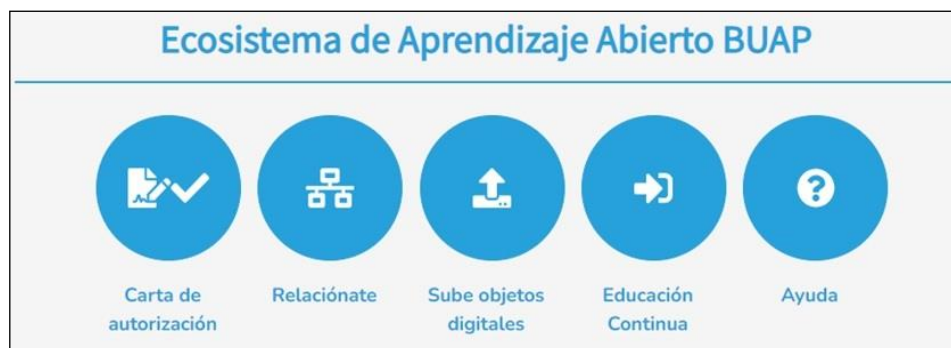 Ecosistema de Aprendizaje Abierto BUAP
Carta de
autorización
Relaciónate
Sube objetos
digitales
Educación
Continua
Ayuda